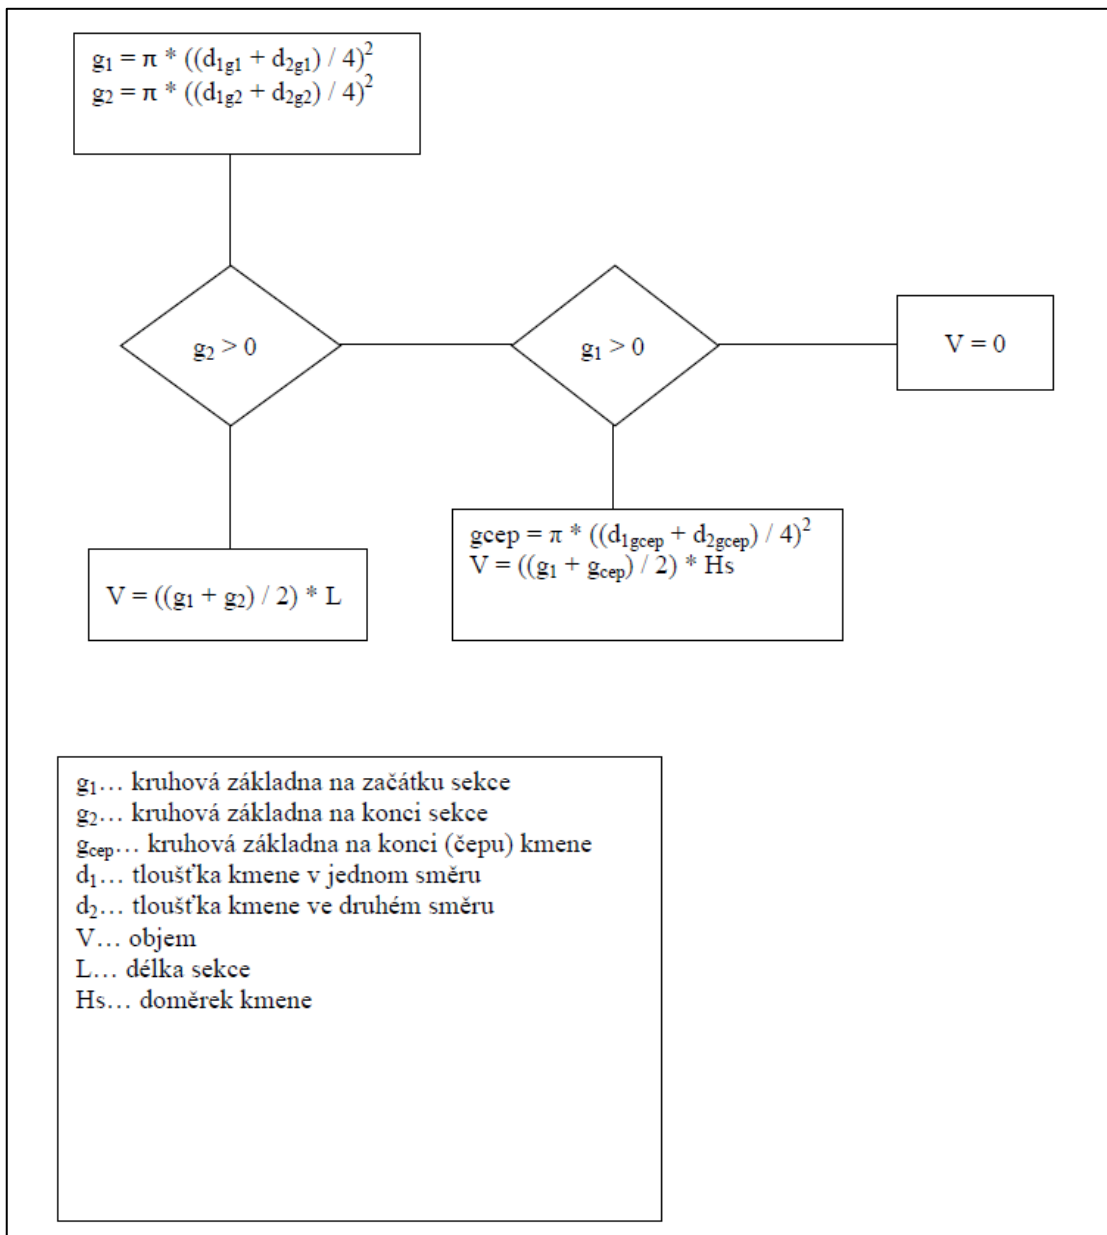 g₁ = π * ((d₁g₁ + d₂g₁) / 4)²
g₂ = π * ((d₁g₂ + d₂g₂) / 4)²
g₂ > 0
g₁ > 0
V = 0
V = ((g₁ + g₂) / 2) * L
gcep = π * ((d₁gcep + d₂gcep) / 4)²
V = ((g₁ + gcep) / 2) * Hs
g₁… kruhová základna na začátku sekce
g₂… kruhová základna na konci sekce
gcep… kruhová základna na konci (čepu) kmene
d₁… tloušťka kmene v jednom směru
d₂… tloušťka kmene ve druhém směru
V… objem
L… délka sekce
Hs… doměrek kmene